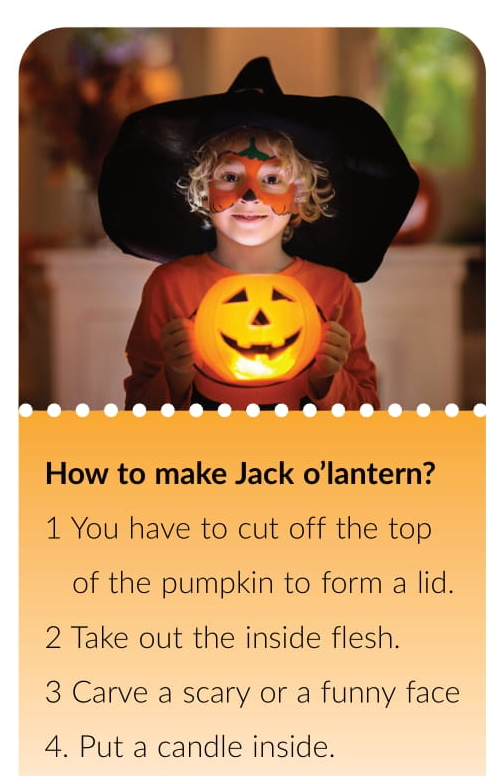 How to make Jack o’lantern?
1 You have to cut off the top
of the pumpkin to form a lid.
2 Take out the inside flesh.
3 Carve a scary or a funny face
4. Put a candle inside.